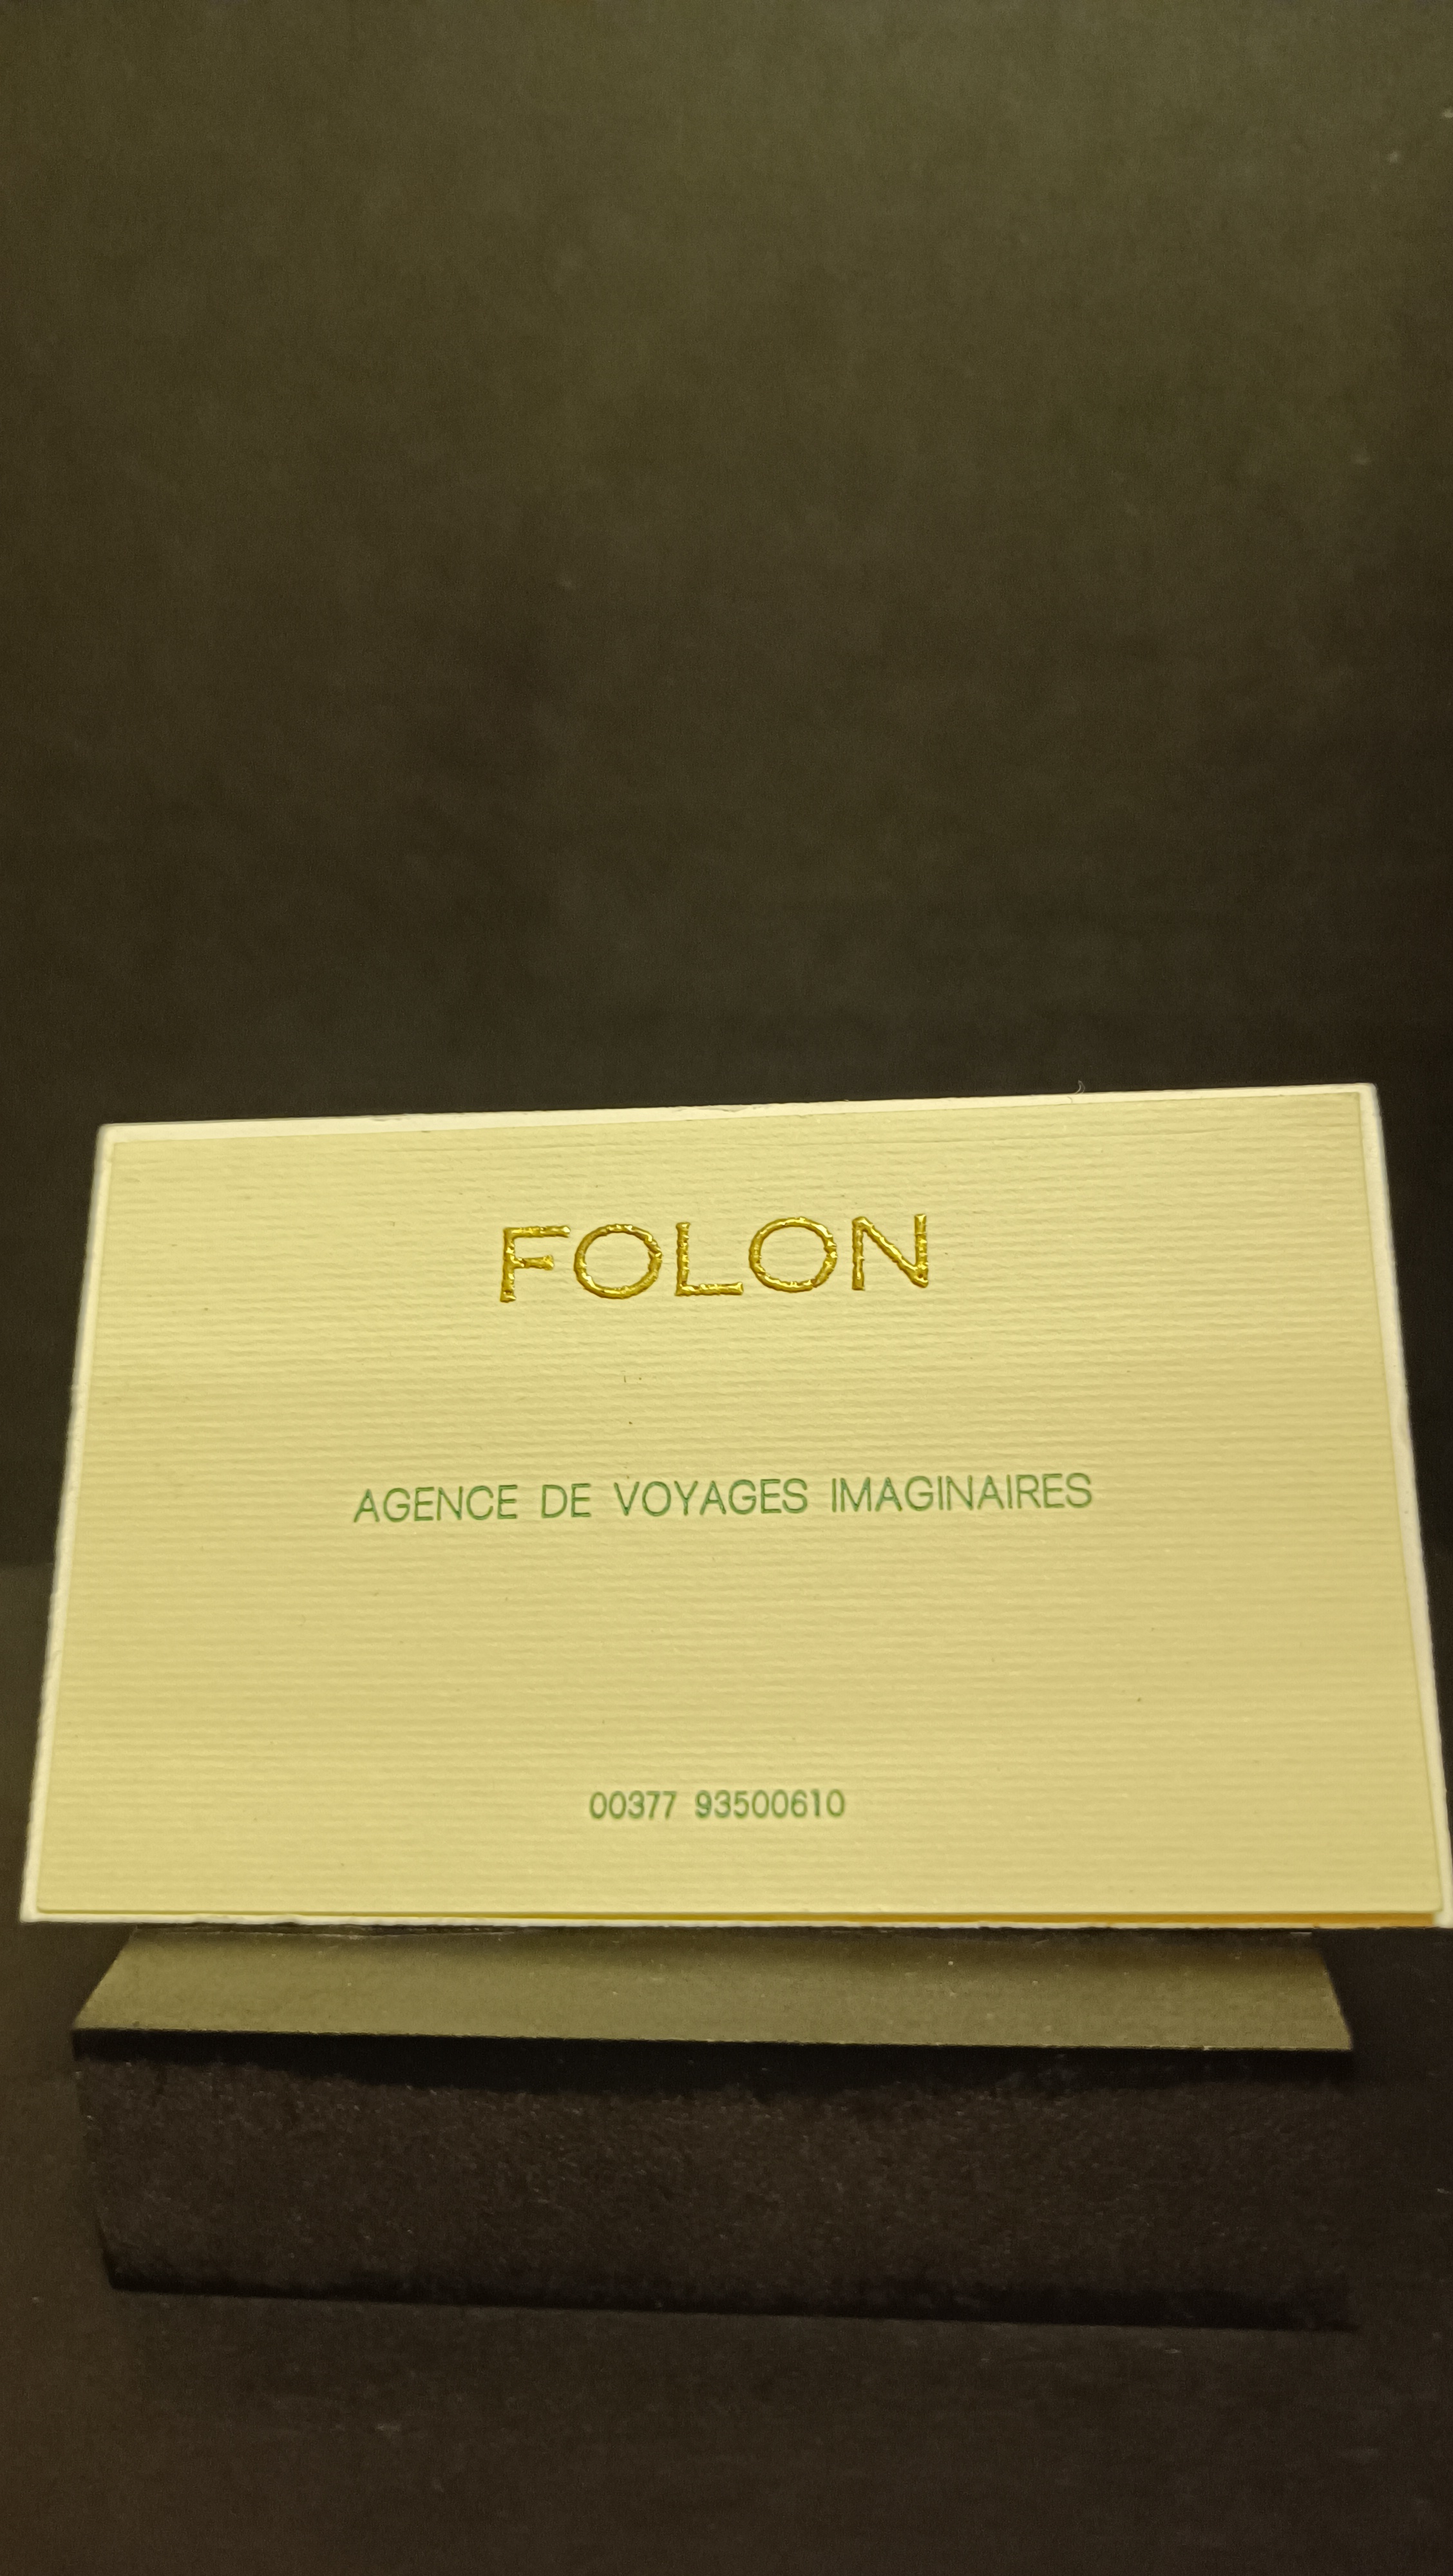 FOLON
AGENCE DE VOYAGES IMAGINAIRES
00377 93500610